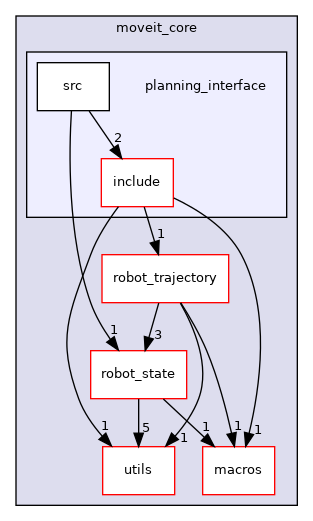 moveit_core
src
planning_interface
2
include
1
robot_trajectory
1
3
robot_state
1
5
1
1
1
1
utils
macros